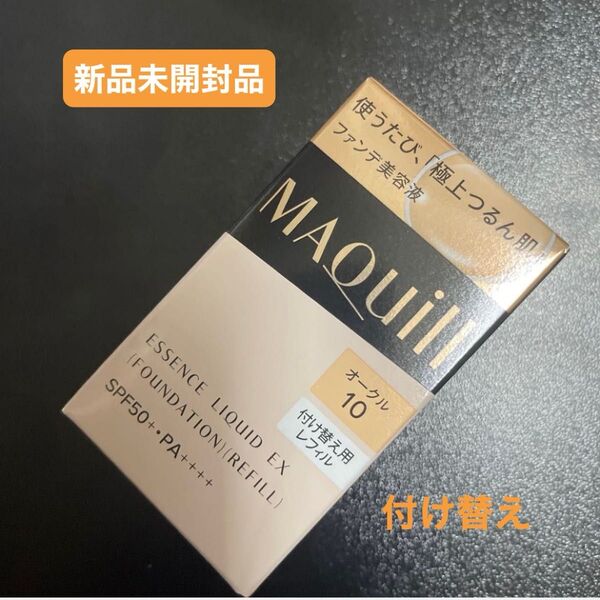 新品未開封品
使うたび、「極上つるん肌
ファンデ美容液
MAQuill
オークル
10
付け替え用
レフィル
ESSENCE LIQUID EX
(FOUNDATION)(REFILL)
SPF50+・PA++++
付け替え